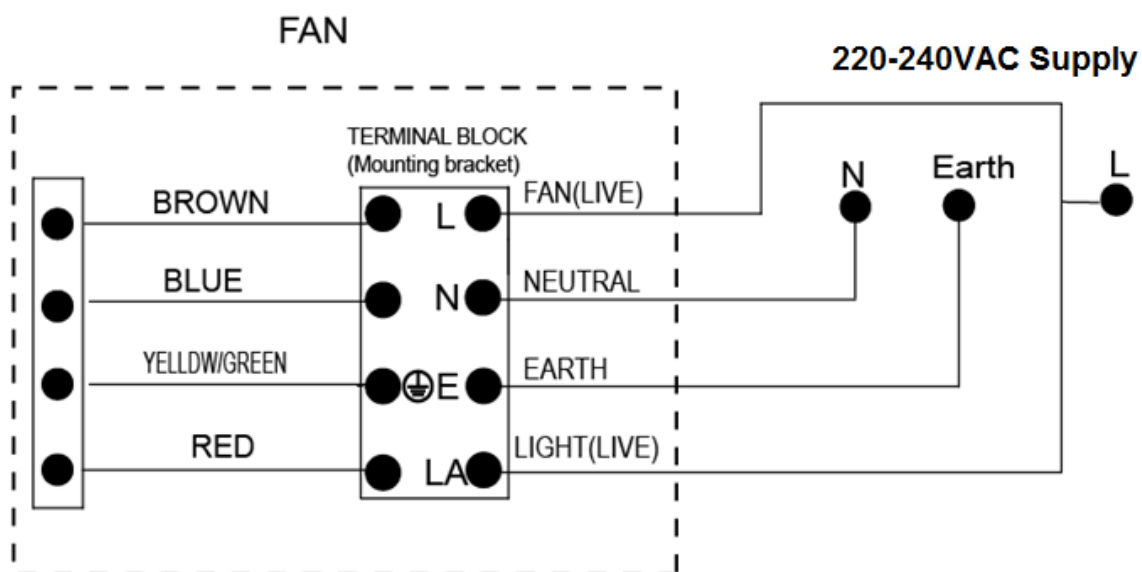 FAN
220-240VAC Supply
TERMINAL BLOCK
(Mounting bracket)
BROWN
L
FAN(LIVE)
N
Earth
L
BLUE
N
NEUTRAL
YELLDW/GREEN
E
EARTH
RED
LA
LIGHT(LIVE)